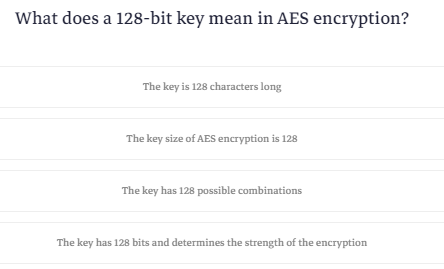 What does a 128-bit key mean in AES encryption?
The key is 128 characters long
The key size of AES encryption is 128
The key has 128 possible combinations
The key has 128 bits and determines the strength of the encryption